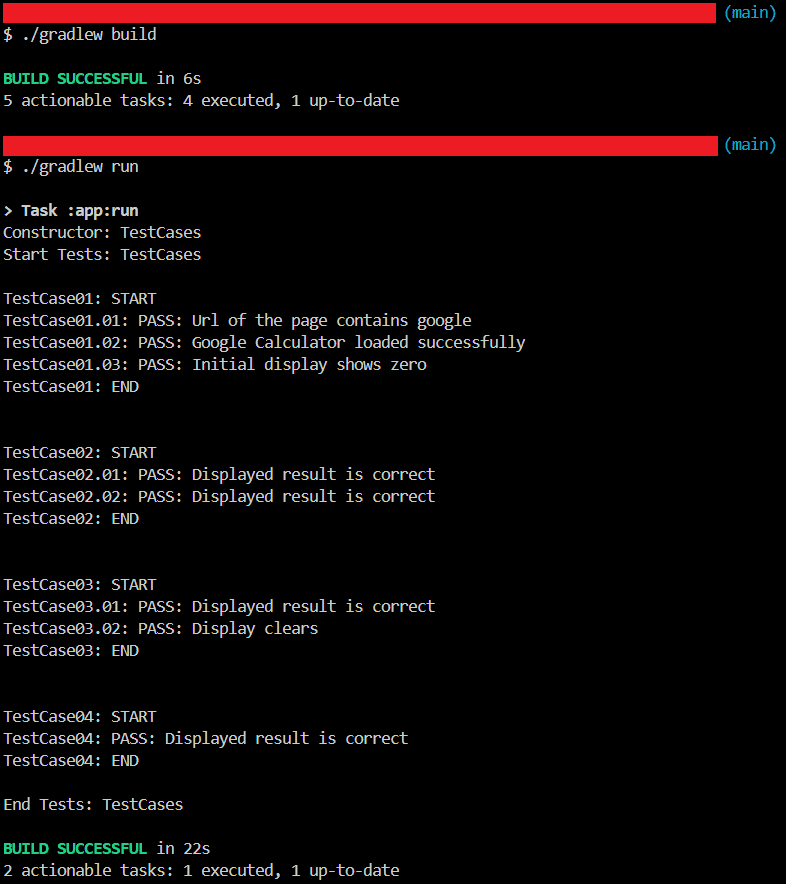 (main)
$ ./gradlew build
BUILD SUCCESSFUL in 6s
5 actionable tasks: 4 executed, 1 up-to-date
(main)
$ ./gradlew run
> Task :app:run
Constructor: TestCases
Start Tests: TestCases
TestCase01: START
TestCase01.01: PASS: Url of the page contains google
TestCase01.02: PASS: Google Calculator loaded successfully
TestCase01.03: PASS: Initial display shows zero
TestCase01: END
TestCase02: START
TestCase02.01: PASS: Displayed result is correct
TestCase02.02: PASS: Displayed result is correct
TestCase02: END
TestCase03: START
TestCase03.01: PASS: Displayed result is correct
TestCase03.02: PASS: Display clears
TestCase03: END
TestCase04: START
TestCase04: PASS: Displayed result is correct
TestCase04: END
End Tests: TestCases
BUILD SUCCESSFUL in 22s
2 actionable tasks: 1 executed, 1 up-to-date